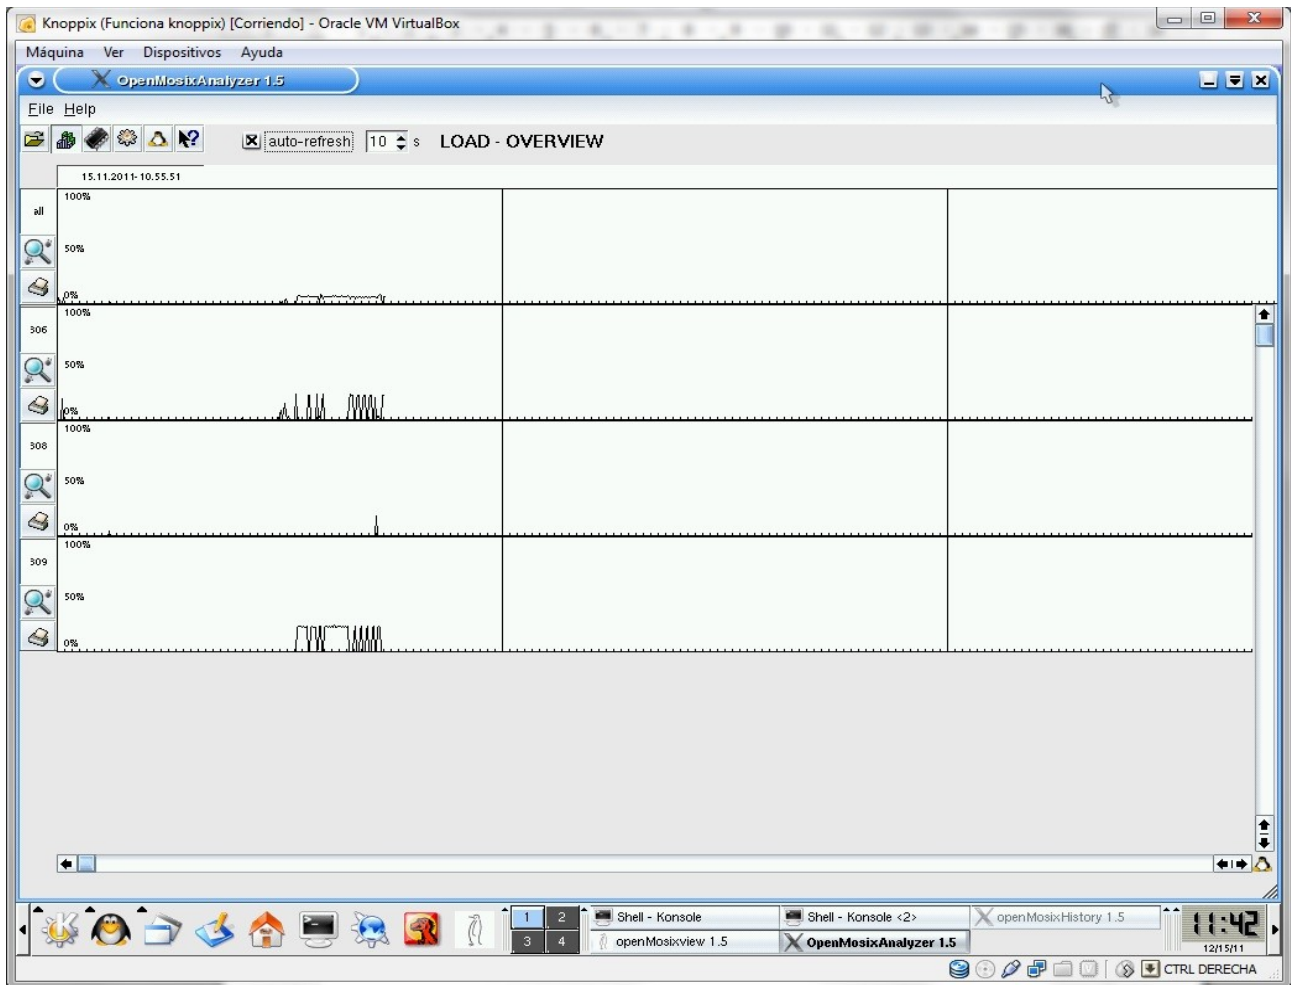 Knoppix (Funciona knoppix) [Corriendo] - Oracle VM VirtualBox
Máquina Ver Dispositivos Ayuda
OpenMosixAnalyzer 1.5
File Help
auto-refresh 10 s LOAD - OVERVIEW
15.11.2011-10.55.51
100%
all
50%
0%
100%
306
50%
0%
100%
308
50%
0%
100%
309
50%
0%
1 2 Shell - Konsole Shell - Konsole <2> openMosixHistory 1.5
3 4 openMosixview 1.5 OpenMosixAnalyzer 1.5
11:42
12/15/11
CTRL DERECHA